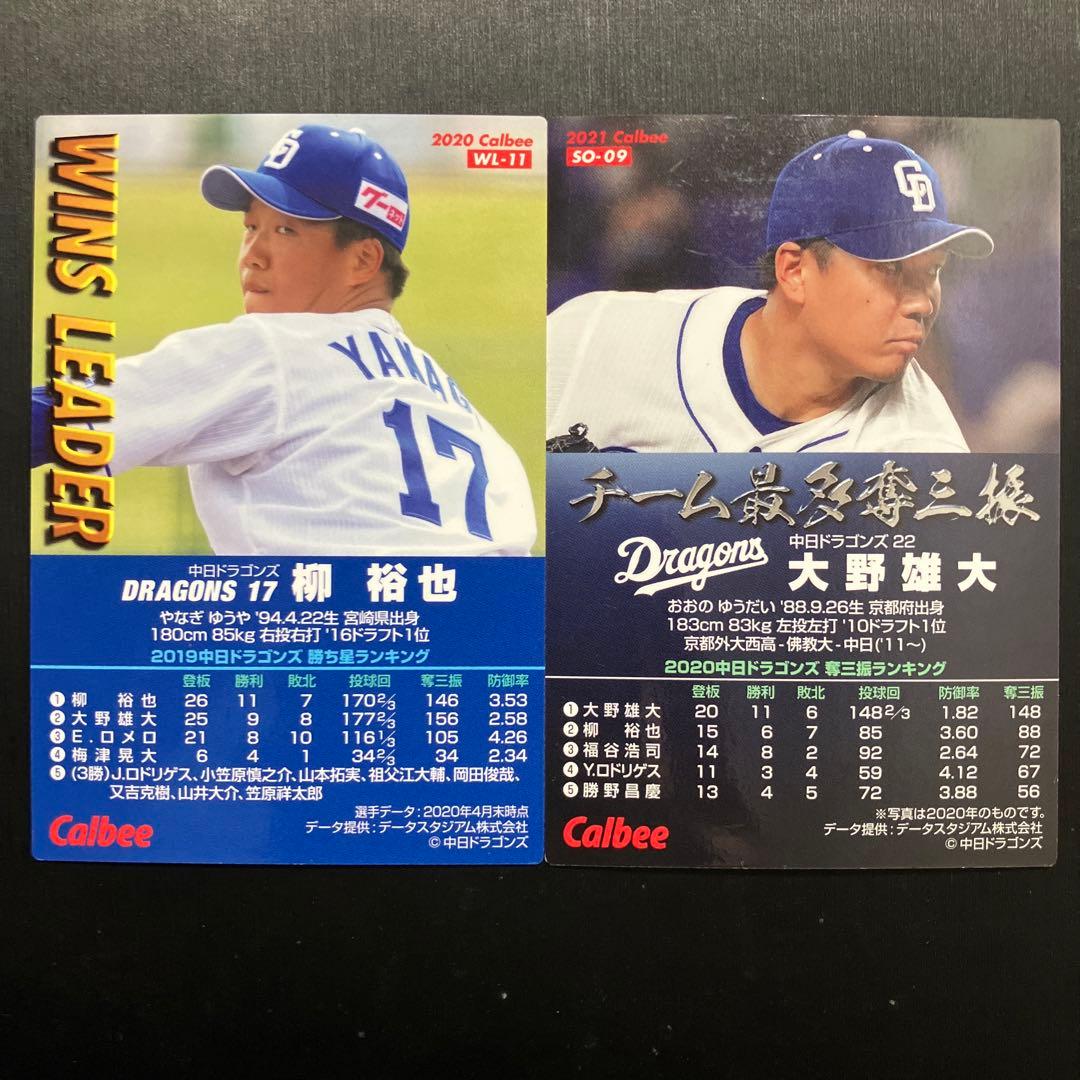 WINS LEADER
2020 Calbee
WL-11
グーネット
YANAG
17
中日ドラゴンズ
DRAGONS 17 柳 裕也
やなぎ ゆうや '94.4.22生 宮崎県出身
180cm 85kg 右投右打 '16ドラフト1位
2019中日ドラゴンズ 勝ち星ランキング
登板 勝利 敗北 投球回 奪三振 防御率
① 柳 裕也 26 11 7 170 2/3 146 3.53
② 大野雄大 25 9 8 177 2/3 156 2.58
③ E.ロメロ 21 8 10 116 1/3 105 4.26
④ 梅津晃大 6 4 1 34 2/3 34 2.34
⑤ (3勝)J.ロドリゲス、小笠原慎之介、山本拓実、祖父江大輔、岡田俊哉、
又吉克樹、山井大介、笠原祥太郎
選手データ:2020年4月末時点
データ提供:データスタジアム株式会社
Calbee
© 中日ドラゴンズ
2021 Calbee
SO-09
CD
チーム最多奪三振
Dragons
中日ドラゴンズ 22
大野雄大
おおの ゆうだい '88.9.26生 京都府出身
183cm 83kg 左投左打 '10ドラフト1位
京都外大西高-佛教大-中日('11〜)
2020中日ドラゴンズ 奪三振ランキング
登板 勝利 敗北 投球回 防御率 奪三振
① 大野雄大 20 11 6 148 2/3 1.82 148
② 柳 裕也 15 6 7 85 3.60 88
③ 福谷浩司 14 8 2 92 2.64 72
④ Y.ロドリゲス 11 3 4 59 4.12 67
⑤ 勝野昌慶 13 4 5 72 3.88 56
※写真は2020年のものです。
データ提供:データスタジアム株式会社
Calbee
© 中日ドラゴンズ